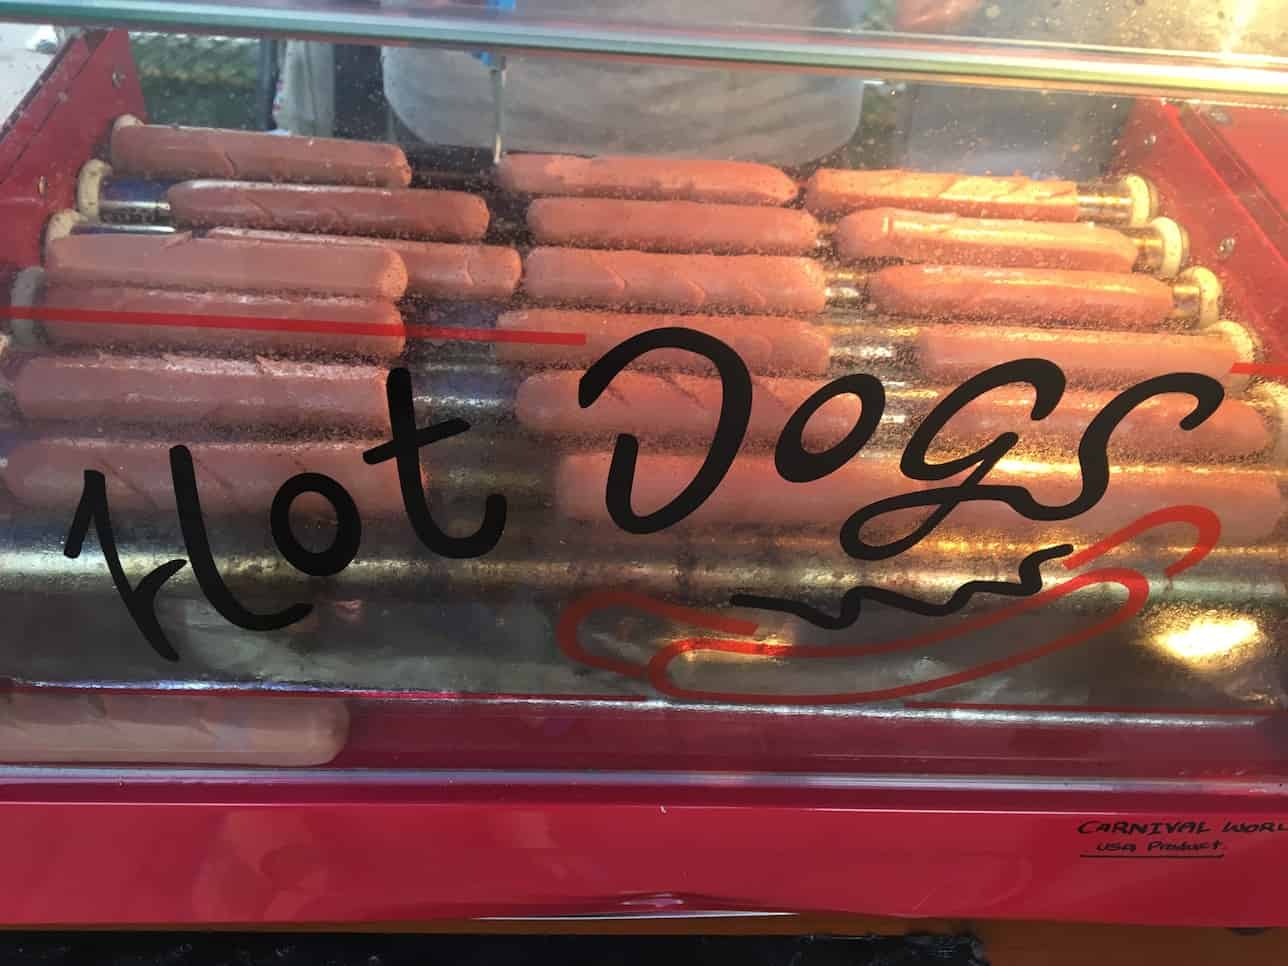 Hot Dogs
CARNIVAL WORL
USA Product.